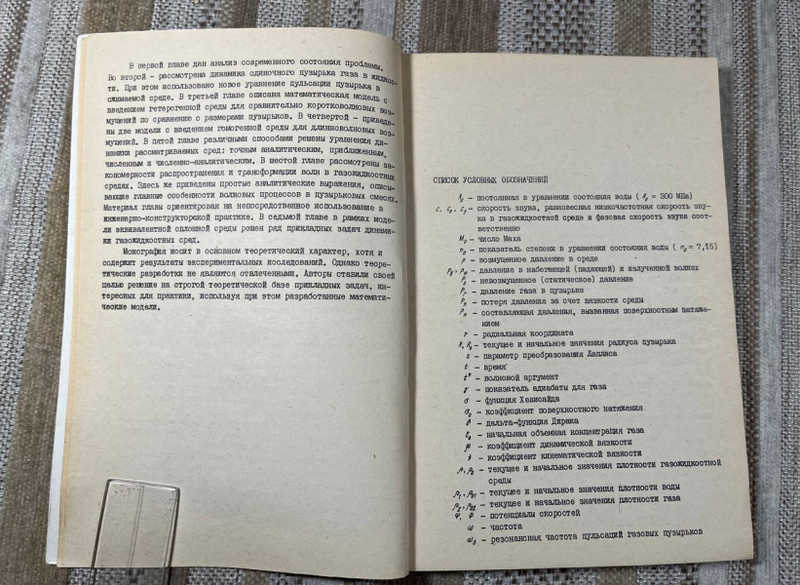 В первой главе дан анализ современного состояния проблемы.
Во второй - рассмотрена динамика одиночного пузырька газа в жидкос-
ти. При этом использовано новое уравнение пульсации пузырька в
сжимаемой среде. В третьей главе описана математическая модель с
введением гетерогенной среды для сравнительно коротковолновых воз-
мущений по сравнению с размерами пузырьков. В четвертой - приведе-
ны две модели с введением гомогенной среды для длинноволновых воз-
мущений. В пятой главе различными способами решены уравнения ди-
намики рассматриваемых сред: точным аналитическим, приближенным,
численным и численно-аналитическим. В шестой главе рассмотрены за-
кономерности распространения и трансформации волн в газожидкостных
средах. Здесь же приведены простые аналитические выражения, описы-
вающие главные особенности волновых процессов в пузырьковых смесях.
Материал главы ориентирован на непосредственное использование в
инженерно-конструкторской практике. В седьмой главе в рамках моде-
ли эквивалентной сплошной среды решен ряд прикладных задач динами-
ки газожидкостных сред.
Монография носит в основном теоретический характер, хотя и
содержит результаты экспериментальных исследований. Однако теоре-
тические разработки не являются отвлеченными. Авторы ставили своей
целью решение на строгой теоретической базе прикладных задач, ин-
тересных для практики, используя при этом разработанные математи-
ческие модели.
СПИСОК УСЛОВНЫХ ОБОЗНАЧЕНИЙ
- постоянная в уравнении состояния воды ( = 300 МПа)
- скорость звука, равновесная низкочастотная скорость зву-
ка в газожидкостной среде и фазовая скорость звука соот-
ветственно
- число Маха
- показатель степени в уравнении состояния воды ( = 7,15)
p - возмущенное давление в среде
- давление в набегающей (падающей) и излученной волнах
- невозмущенное (статическое) давление
- давление газа в пузырьке
- потеря давления за счет вязкости среды
- составляющая давления, вызванная поверхностным натяже-
нием
r - радиальная координата
- текущее и начальное значения радиуса пузырька
s - параметр преобразования Лапласа
t - время
t* - волновой аргумент
γ - показатель адиабаты для газа
σ - функция Хевисайда
- коэффициент поверхностного натяжения
- дельта-функция Дирака
- начальная объемная концентрация газа
μ - коэффициент динамической вязкости
- коэффициент кинематической вязкости
- текущее и начальное значения плотности газожидкостной
среды
- текущее и начальное значения плотности воды
- текущее и начальное значения плотности газа
- потенциалы скоростей
ω - частота
- резонансная частота пульсаций газовых пузырьков